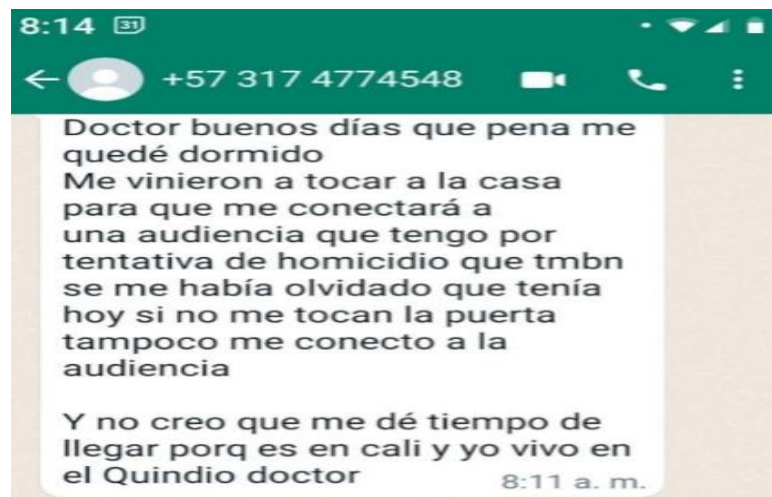 8:14 31
+57 317 4774548
Doctor buenos días que pena me
quedé dormido
Me vinieron a tocar a la casa
para que me conectará a
una audiencia que tengo por
tentativa de homicidio que tmbn
se me había olvidado que tenía
hoy si no me tocan la puerta
tampoco me conecto a la
audiencia
Y no creo que me dé tiempo de
llegar porq es en cali y yo vivo en
el Quindio doctor
8:11 a. m.